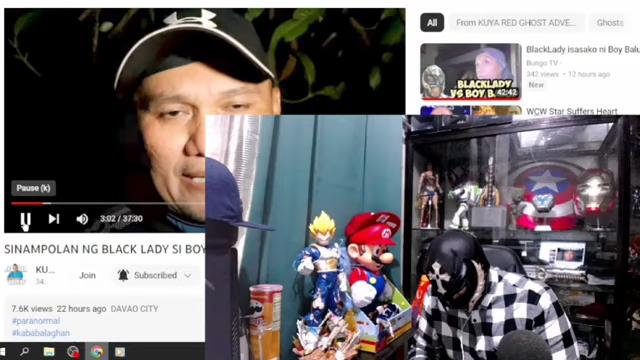 All
From KUYA RED GHOST ADVE...
Ghosts
BlackLady isasako ni Boy Balu
Bungo TV ·
342 views · 12 hours ago
New
BLACKLADY
VS BOY B
42:42
WCW Star Suffers Heart
Pause (k)
3:02 / 37:30
SINAMPOLAN NG BLACK LADY SI BOY
KU...
34
Join
Subscribed
7.6K views 22 hours ago DAVAO CITY
#paranormal
#kababalaghan